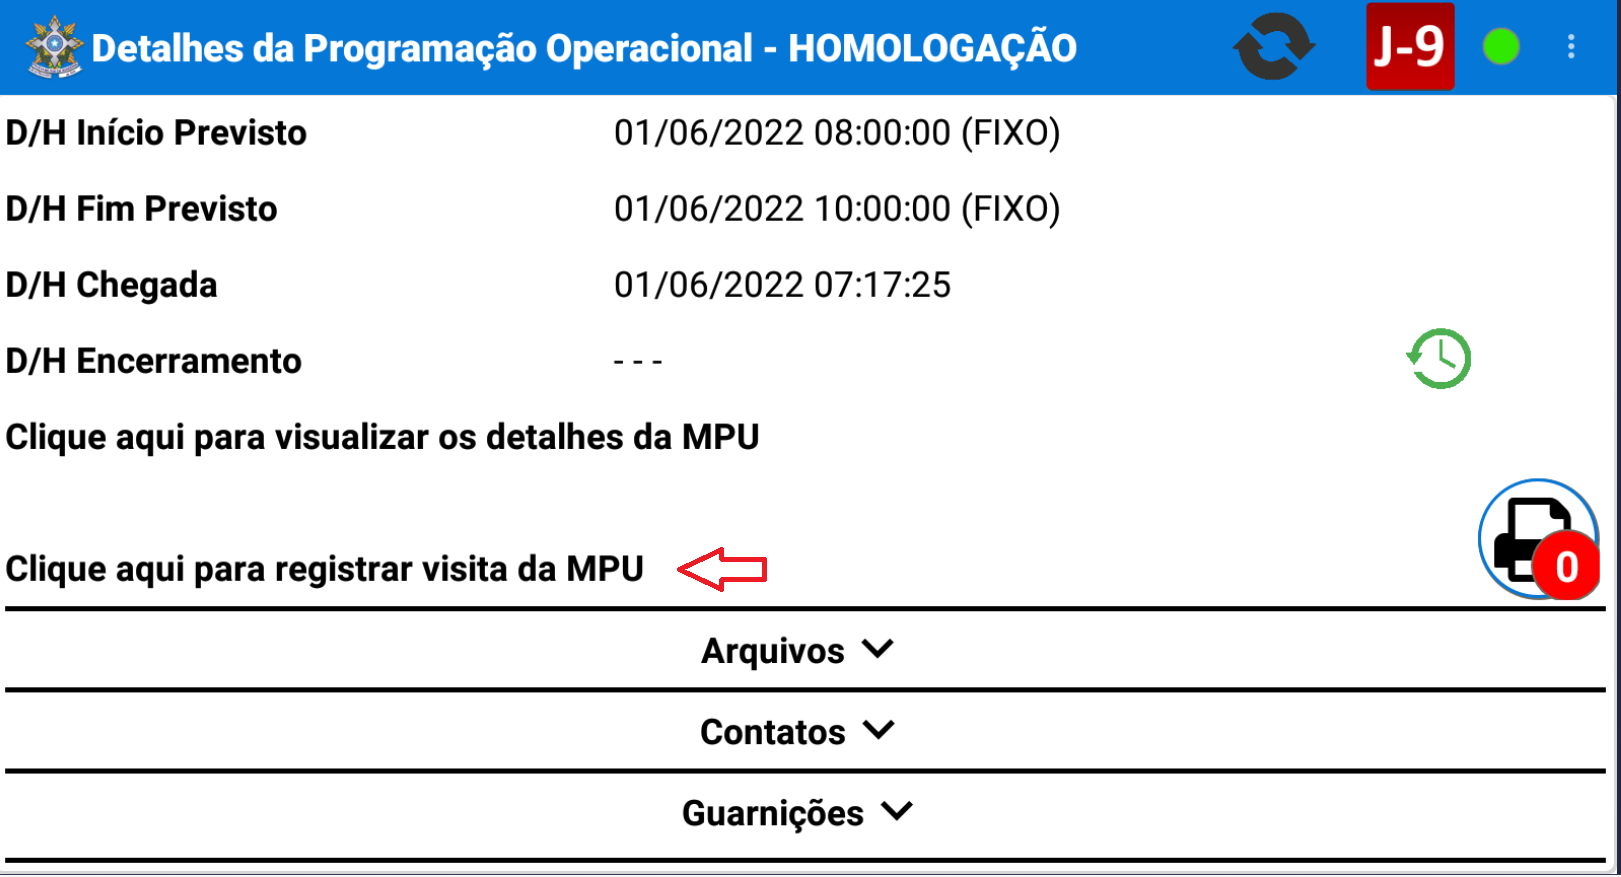 Detalhes da Programação Operacional - HOMOLOGAÇÃO
J-9
D/H Início Previsto 01/06/2022 08:00:00 (FIXO)
D/H Fim Previsto 01/06/2022 10:00:00 (FIXO)
D/H Chegada 01/06/2022 07:17:25
D/H Encerramento - - -
Clique aqui para visualizar os detalhes da MPU
Clique aqui para registrar visita da MPU
0
Arquivos
Contatos
Guarnições